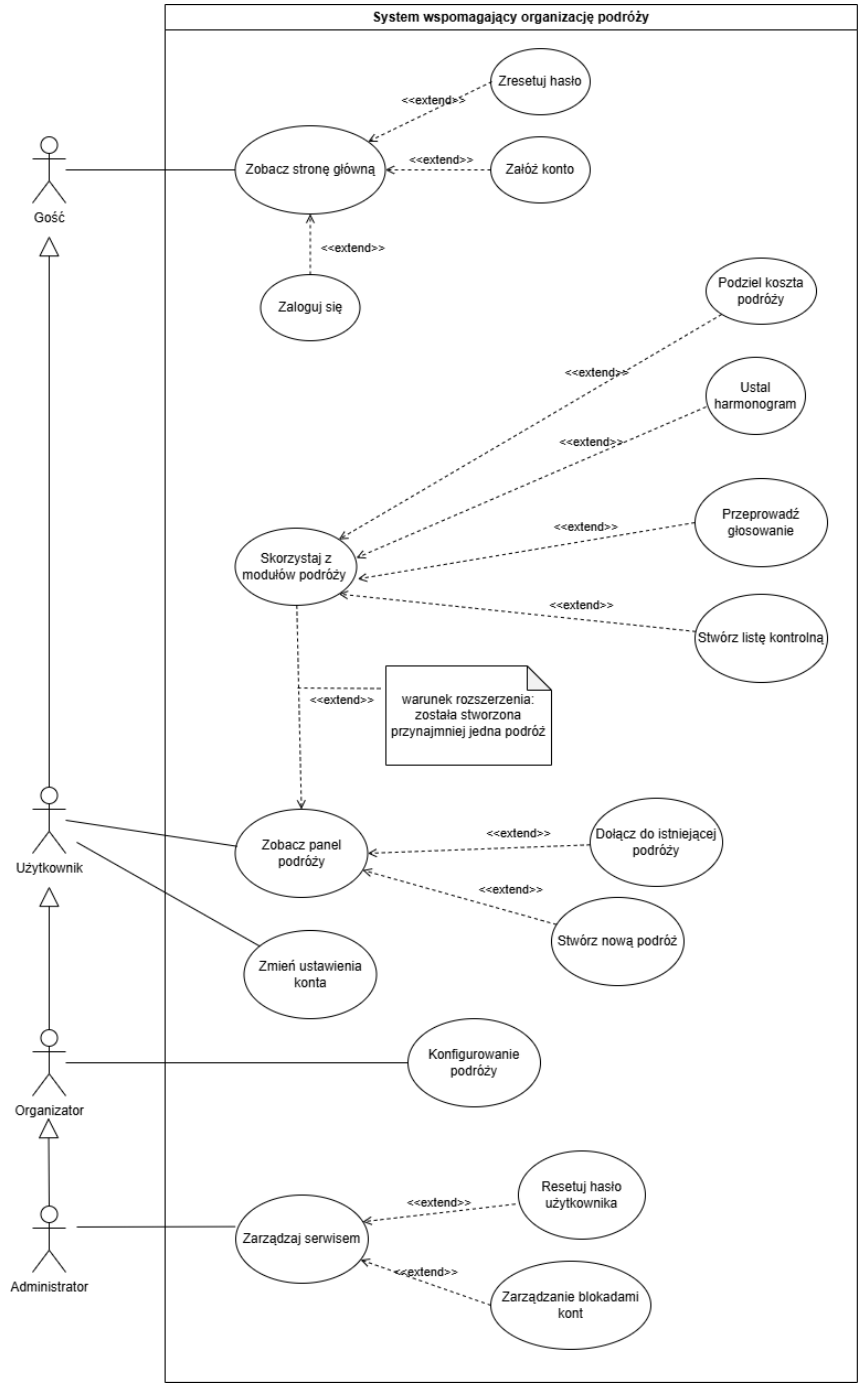 System wspomagający organizację podróży
Zresetuj hasło
<<extend>>
Zobacz stronę główną
<<extend>>
Załóż konto
Gość
<<extend>>
Zaloguj się
Podziel koszta
podróży
<<extend>>
Ustal
harmonogram
<<extend>>
Przeprowadź
głosowanie
<<extend>>
Skorzystaj z
modułów podróży
<<extend>>
Stwórz listę kontrolną
<<extend>>
warunek rozszerzenia:
została stworzona
przynajmniej jedna podróż
Użytkownik
Zobacz panel
podróży
<<extend>>
Dołącz do istniejącej
podróży
<<extend>>
Stwórz nową podróż
Zmień ustawienia
konta
Organizator
Konfigurowanie
podróży
Resetuj hasło
użytkownika
<<extend>>
Zarządzaj serwisem
<<extend>>
Administrator
Zarządzanie blokadami
kont